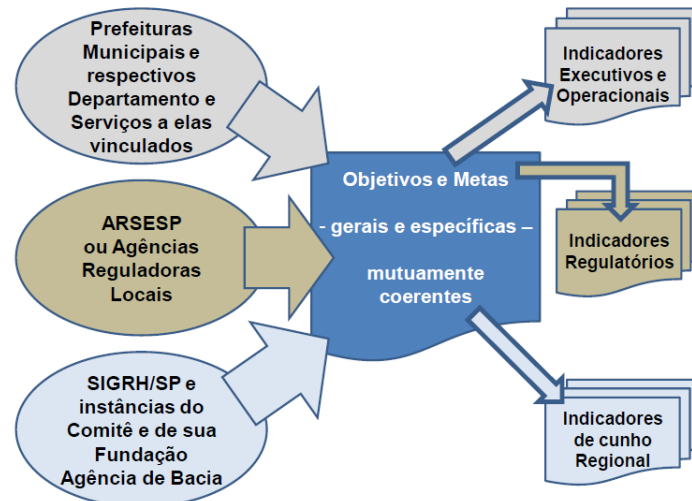 Prefeituras
Municipais e
respectivos
Departamento e
Serviços a elas
vinculados
ARSESP
ou Agências
Reguladoras
Locais
SIGRH/SP e
instâncias do
Comitê e de sua
Fundação
Agência de Bacia
Objetivos e Metas
- gerais e específicas –
mutuamente
coerentes
Indicadores
Executivos e
Operacionais
Indicadores
Regulatórios
Indicadores
de cunho
Regional